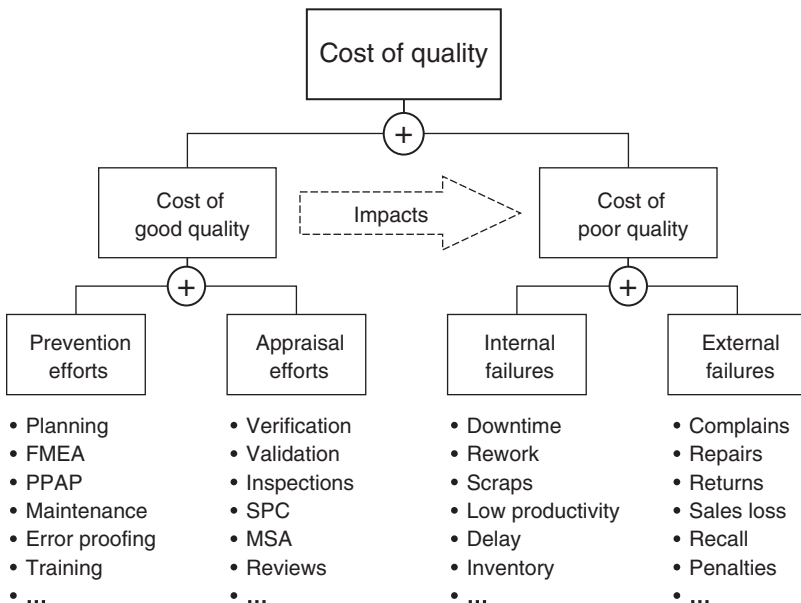 Cost of quality
+
Cost of
good quality
Impacts
Cost of
poor quality
+
+
Prevention
efforts
Appraisal
efforts
Internal
failures
External
failures
• Planning
• FMEA
• PPAP
• Maintenance
• Error proofing
• Training
• ...
• Verification
• Validation
• Inspections
• SPC
• MSA
• Reviews
• ...
• Downtime
• Rework
• Scraps
• Low productivity
• Delay
• Inventory
• ...
• Complains
• Repairs
• Returns
• Sales loss
• Recall
• Penalties
• ...